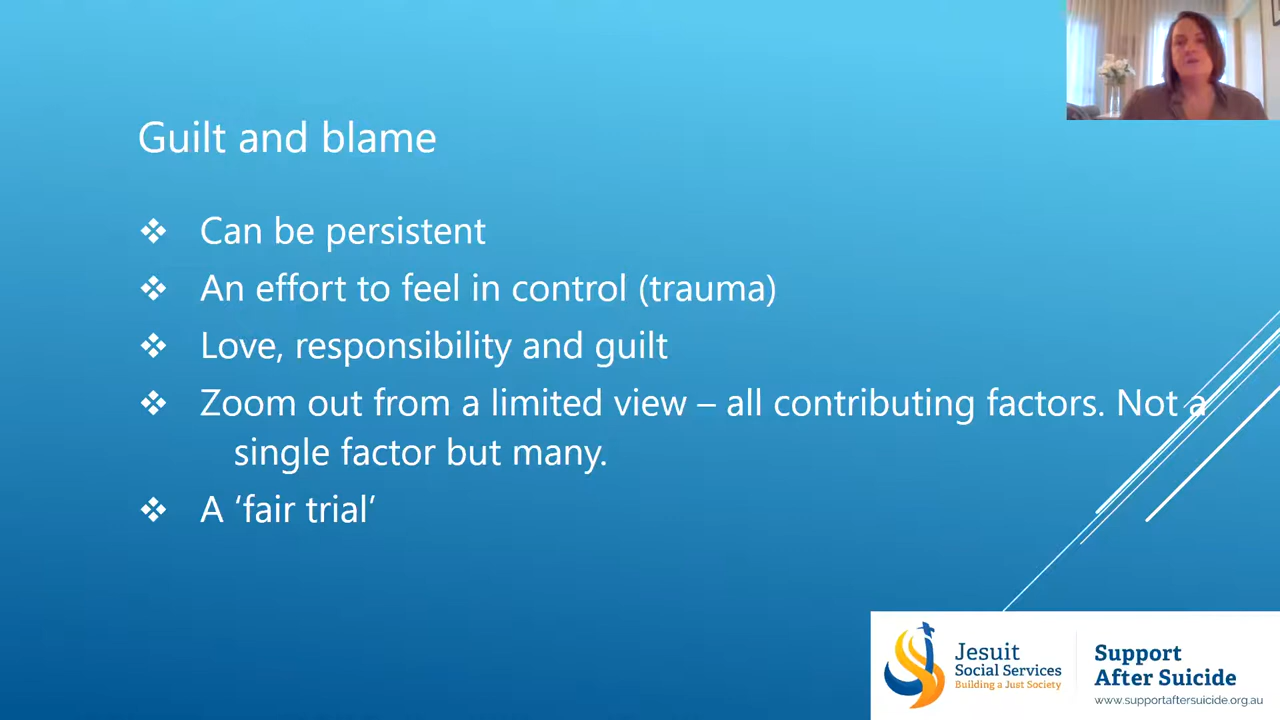 Guilt and blame
❖ Can be persistent
❖ An effort to feel in control (trauma)
❖ Love, responsibility and guilt
❖ Zoom out from a limited view – all contributing factors. Not a
single factor but many.
❖ A ‘fair trial’
Jesuit
Social Services
Building a Just Society
Support
After Suicide
www.supportaftersuicide.org.au